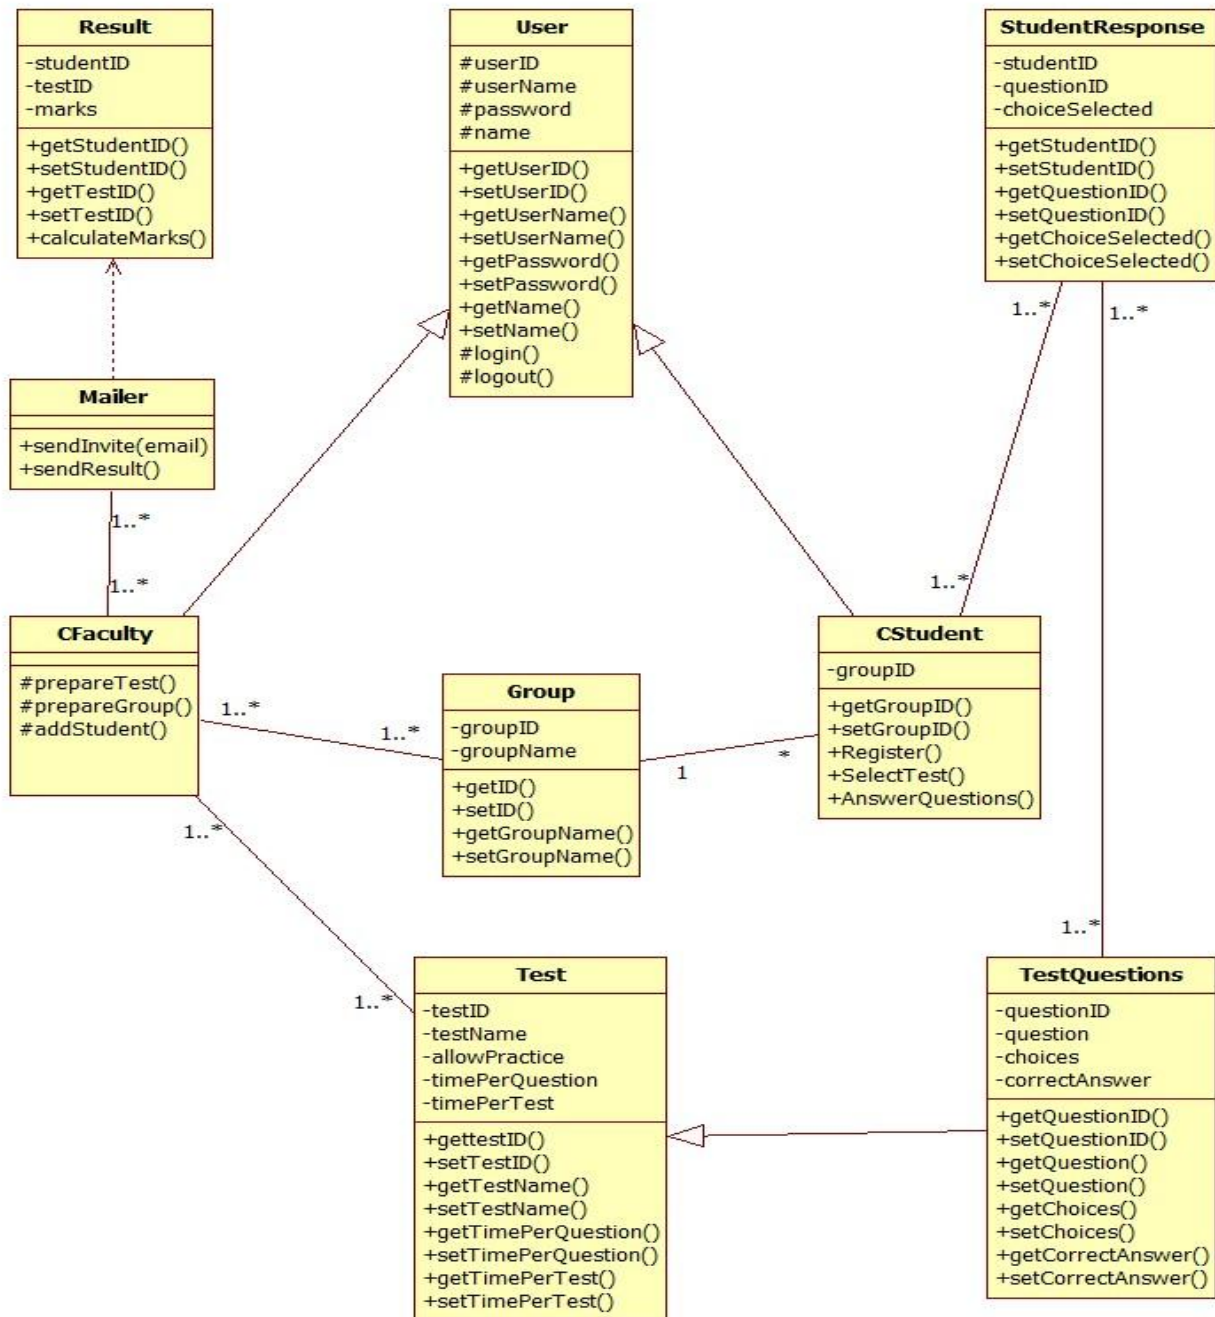 Result
-studentID
-testID
-marks
+getStudentID()
+setStudentID()
+getTestID()
+setTestID()
+calculateMarks()
User
#userID
#userName
#password
#name
+getUserID()
+setUserID()
+getUserName()
+setUserName()
+getPassword()
+setPassword()
+getName()
+setName()
#login()
#logout()
StudentResponse
-studentID
-questionID
-choiceSelected
+getStudentID()
+setStudentID()
+getQuestionID()
+setQuestionID()
+getChoiceSelected()
+setChoiceSelected()
1..*
1..*
Mailer
+sendInvite(email)
+sendResult()
1..*
1..*
1..*
CFaculty
#prepareTest()
#prepareGroup()
#addStudent()
1..*
1..*
1..*
Group
-groupID
-groupName
+getID()
+setID()
+getGroupName()
+setGroupName()
1
*
CStudent
-groupID
+getGroupID()
+setGroupID()
+Register()
+SelectTest()
+AnswerQuestions()
1..*
1..*
Test
-testID
-testName
-allowPractice
-timePerQuestion
-timePerTest
+gettestID()
+setTestID()
+getTestName()
+setTestName()
+getTimePerQuestion()
+setTimePerQuestion()
+getTimePerTest()
+setTimePerTest()
TestQuestions
-questionID
-question
-choices
-correctAnswer
+getQuestionID()
+setQuestionID()
+getQuestion()
+setQuestion()
+getChoices()
+setChoices()
+getCorrectAnswer()
+setCorrectAnswer()